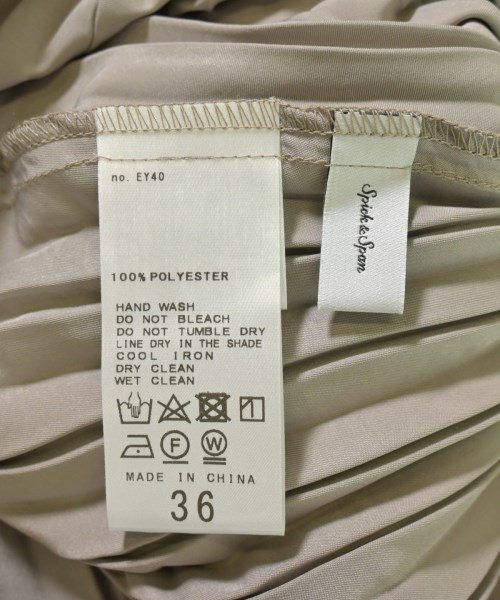 no. EY40
Spick & Span
100% POLYESTER
HAND WASH
DO NOT BLEACH
DO NOT TUMBLE DRY
LINE DRY IN THE SHADE
COOL IRON
DRY CLEAN
WET CLEAN
F W
MADE IN CHINA
36